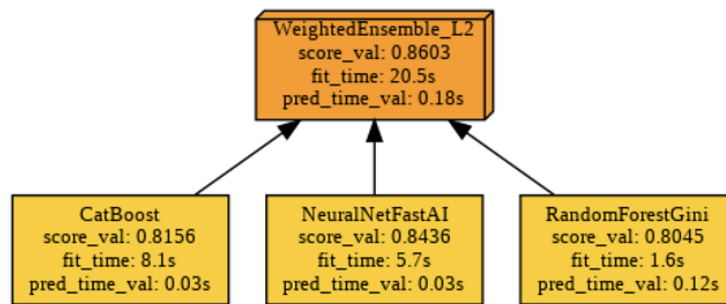 WeightedEnsemble_L2
score_val: 0.8603
fit_time: 20.5s
pred_time_val: 0.18s
CatBoost
score_val: 0.8156
fit_time: 8.1s
pred_time_val: 0.03s
NeuralNetFastAI
score_val: 0.8436
fit_time: 5.7s
pred_time_val: 0.03s
RandomForestGini
score_val: 0.8045
fit_time: 1.6s
pred_time_val: 0.12s